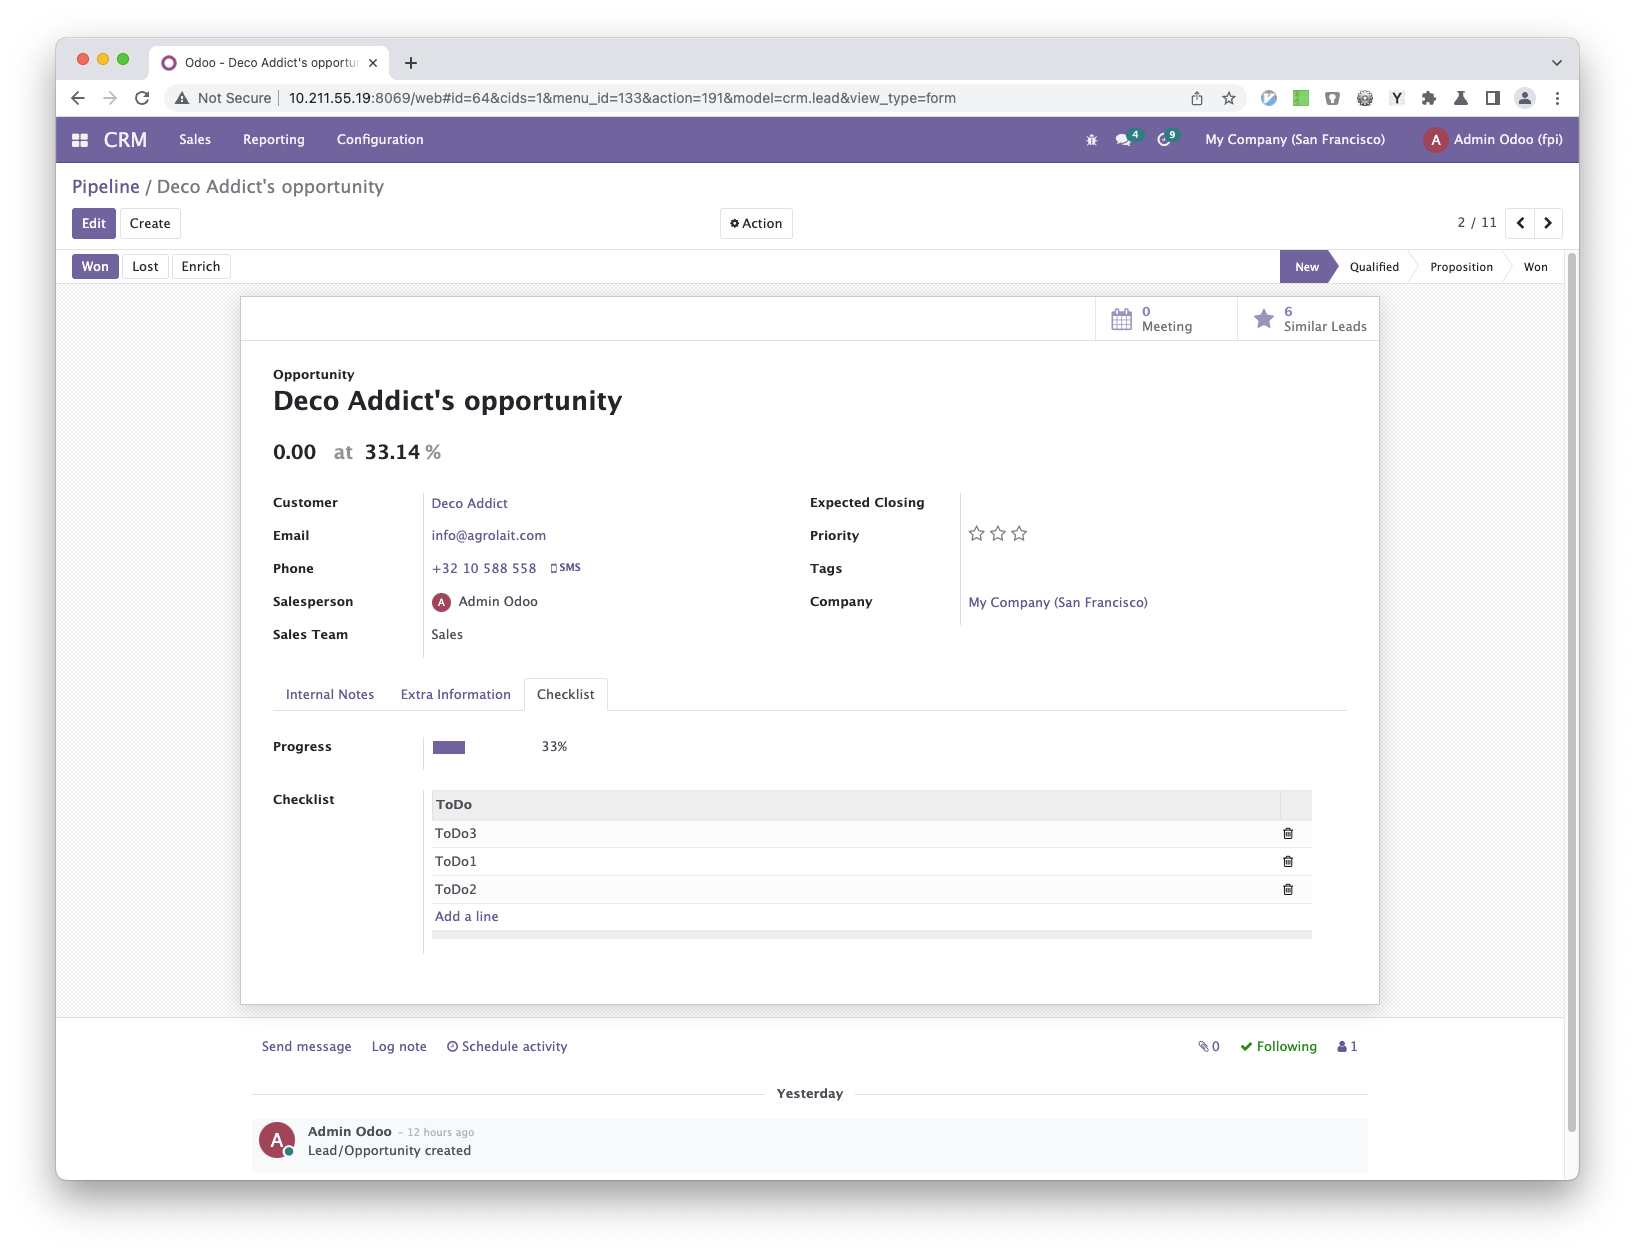 Odoo - Deco Addict's opportu
Not Secure 10.211.55.19:8069/web#id=64&cids=1&menu_id=133&action=191&model=crm.lead&view_type=form
Y
CRM Sales Reporting Configuration 4 9 My Company (San Francisco) A Admin Odoo (fpi)
Pipeline / Deco Addict's opportunity
Edit Create Action 2 / 11
Won Lost Enrich New Qualified Proposition Won
0 Meeting
6 Similar Leads
Opportunity
Deco Addict's opportunity
0.00 at 33.14 %
Customer Deco Addict
Email info@agrolait.com
Phone +32 10 588 558 SMS
Salesperson A Admin Odoo
Sales Team Sales
Expected Closing
Priority
Tags
Company My Company (San Francisco)
Internal Notes Extra Information Checklist
Progress 33%
Checklist
ToDo
ToDo3
ToDo1
ToDo2
Add a line
Send message Log note Schedule activity 0 Following 1
Yesterday
A Admin Odoo - 12 hours ago
Lead/Opportunity created